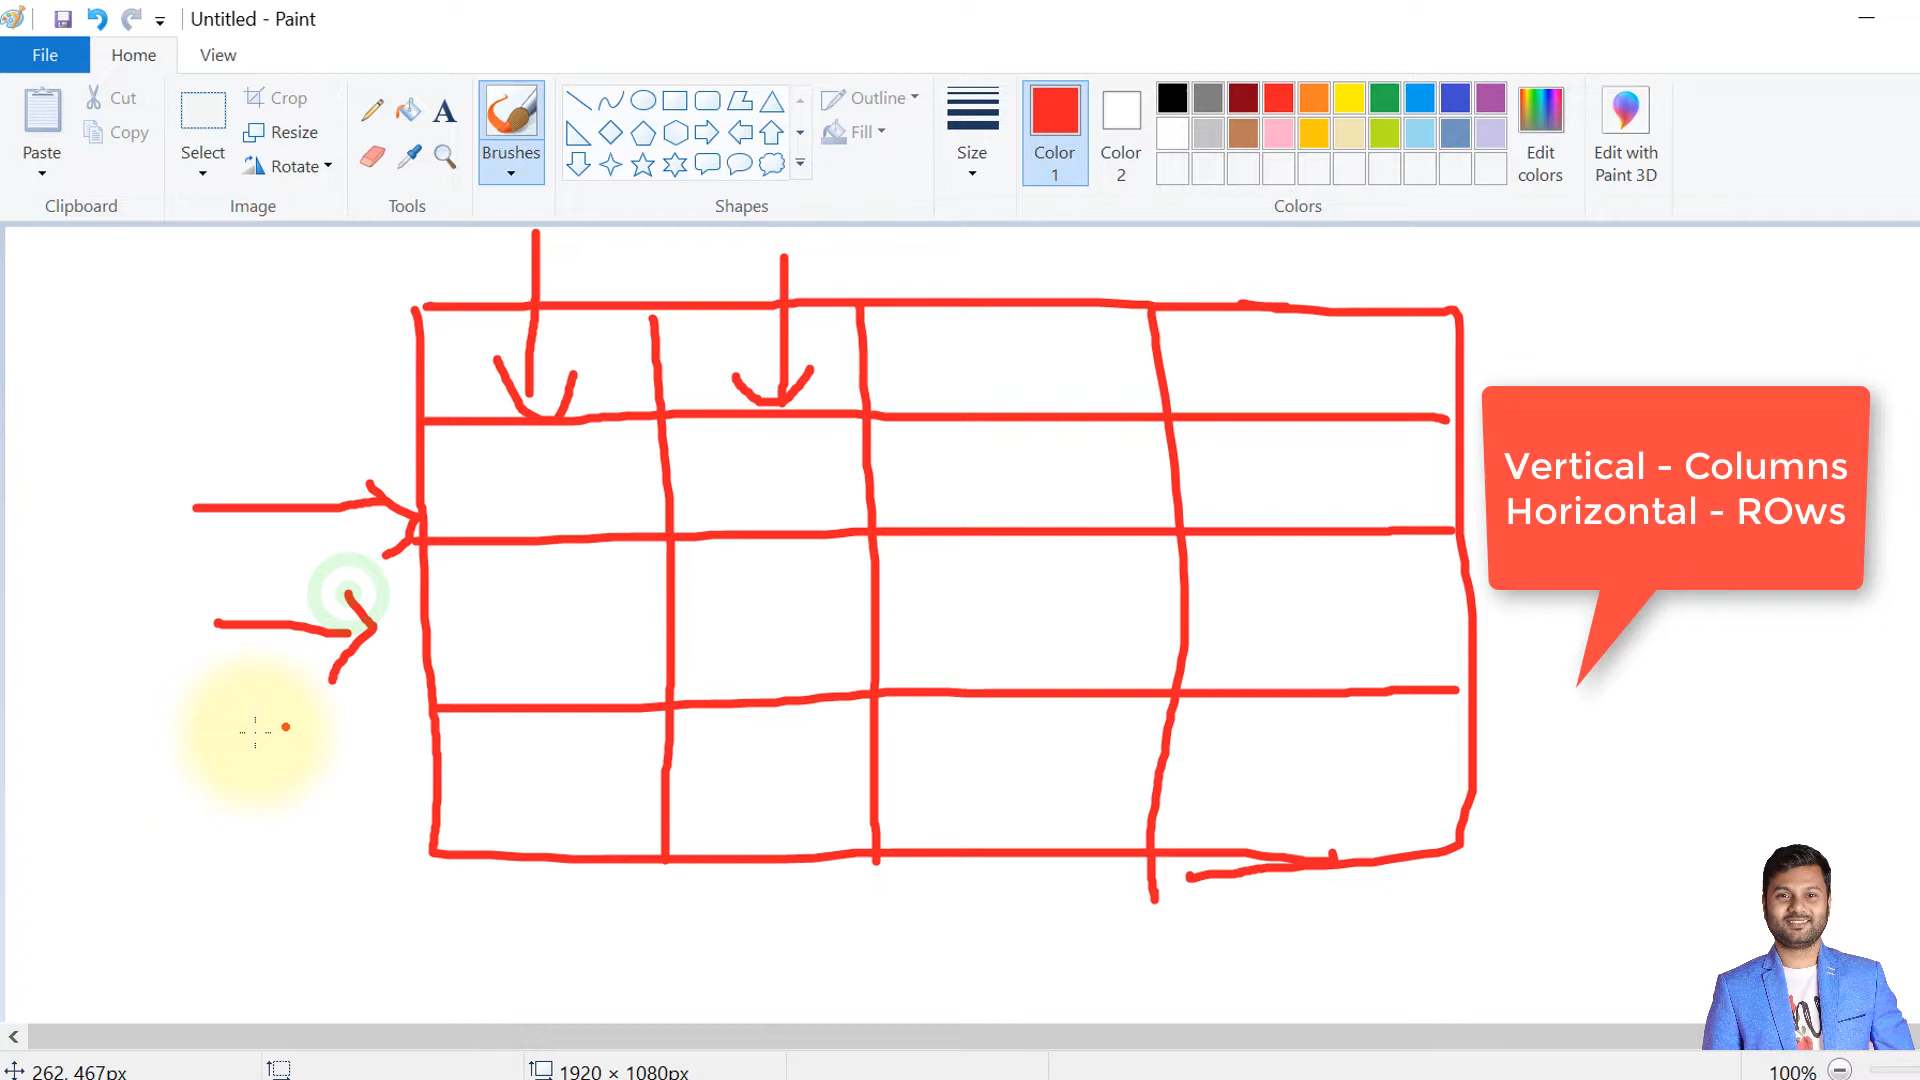 Untitled - Paint
File Home View
Paste
Cut
Copy
Clipboard
Select
Crop
Resize
Rotate
Image
Tools
Brushes
Shapes
Outline
Fill
Size
Color
1
Color
2
Colors
Edit
colors
Edit with
Paint 3D
Vertical - Columns
Horizontal - ROws
262, 467px
1920 × 1080px
100%